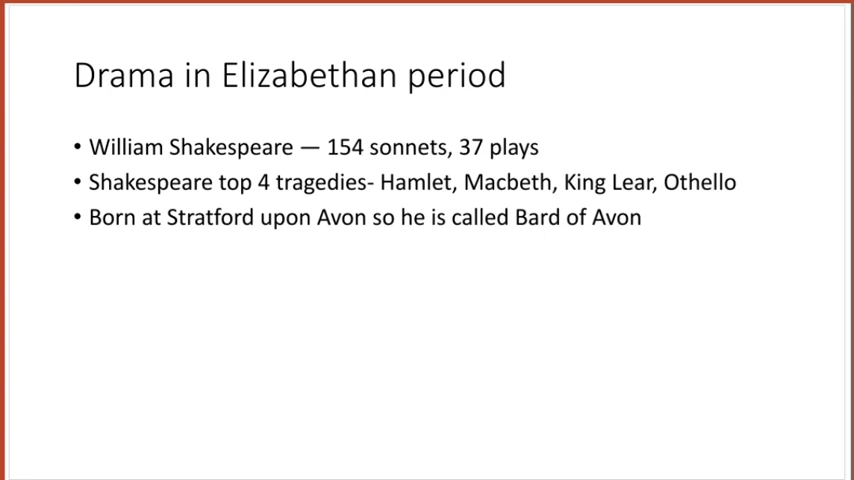 Drama in Elizabethan period
• William Shakespeare — 154 sonnets, 37 plays
• Shakespeare top 4 tragedies- Hamlet, Macbeth, King Lear, Othello
• Born at Stratford upon Avon so he is called Bard of Avon